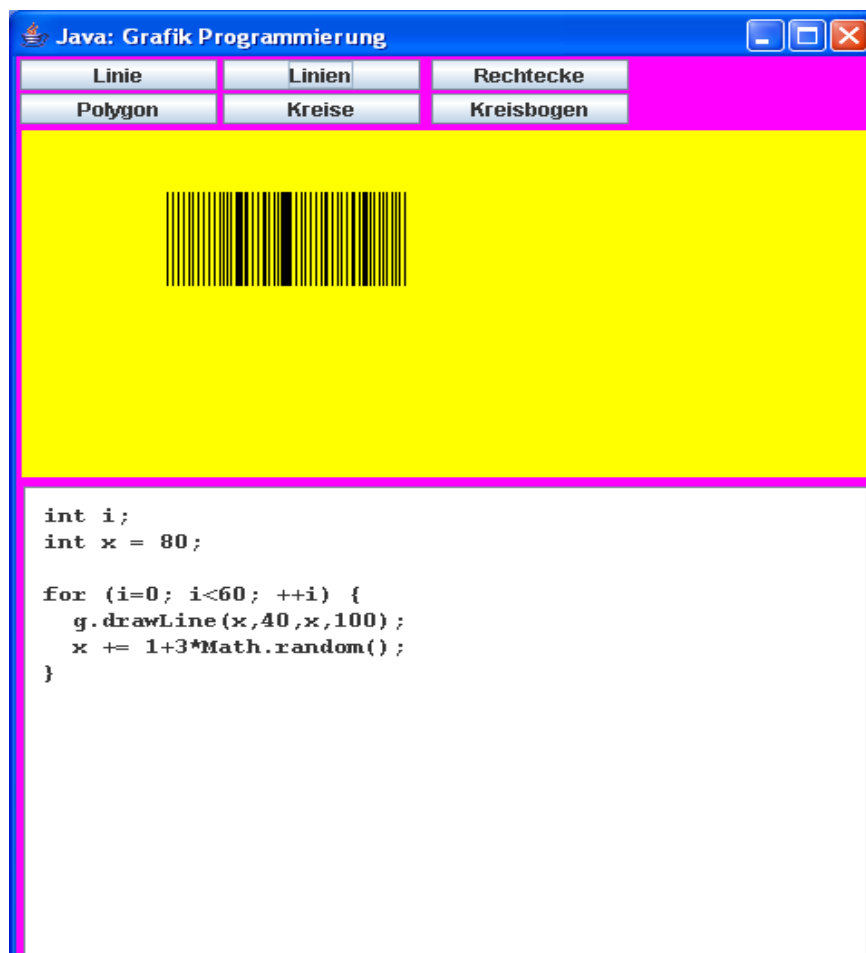 Java: Grafik Programmierung
Linie Linien Rechtecke
Polygon Kreise Kreisbogen
int i;
int x = 80;
for (i=0; i<60; ++i) {
g.drawLine(x,40,x,100);
x += 1+3*Math.random();
}